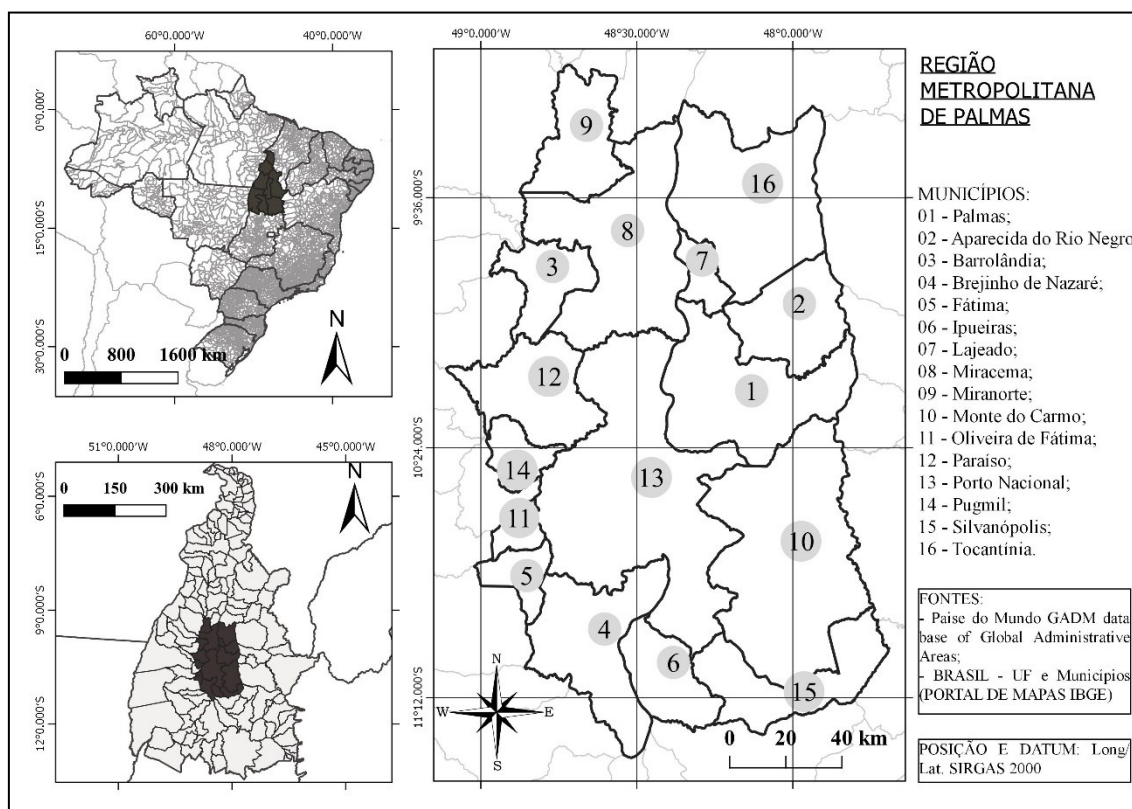 60°0.000'W 40°0.000'W
0°0.000'
15°0.000'S
30°0.000'S
N
0 800 1600 km
51°0.000'W 48°0.000'W 45°0.000'W
6°0.000'S
9°0.000'S
12°0.000'S
N
0 150 300 km
49°0.000'W 48°30.000'W 48°0.000'W
9°36.000'S
10°24.000'S
11°12.000'S
9
16
8
3
7
2
12
1
14
13
11
10
5
4
6
15
N
W E
S
0 20 40 km
REGIÃO
METROPOLITANA
DE PALMAS
MUNICÍPIOS:
01 - Palmas;
02 - Aparecida do Rio Negro
03 - Barrolândia;
04 - Brejinho de Nazaré;
05 - Fátima;
06 - Ipueiras;
07 - Lajeado;
08 - Miracema;
09 - Miranorte;
10 - Monte do Carmo;
11 - Oliveira de Fátima;
12 - Paraíso;
13 - Porto Nacional;
14 - Pugmil;
15 - Silvanópolis;
16 - Tocantínia.
FONTES:
- Paise do Mundo GADM data
base of Global Administrative
Areas;
- BRASIL - UF e Municípios
(PORTAL DE MAPAS IBGE)
POSIÇÃO E DATUM: Long/
Lat. SIRGAS 2000